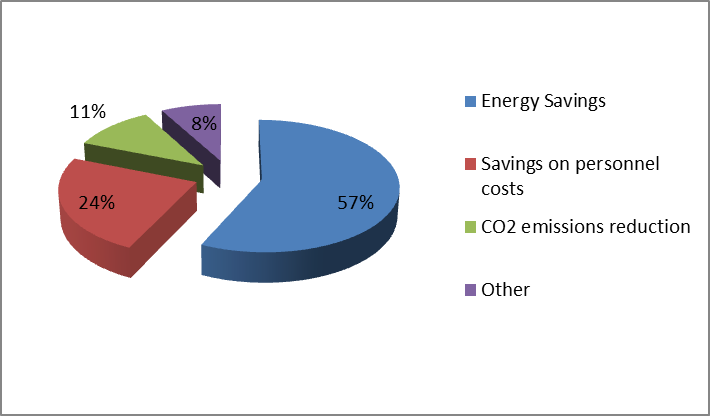 11%
8%
24%
57%
Energy Savings
Savings on personnel
costs
CO2 emissions reduction
Other